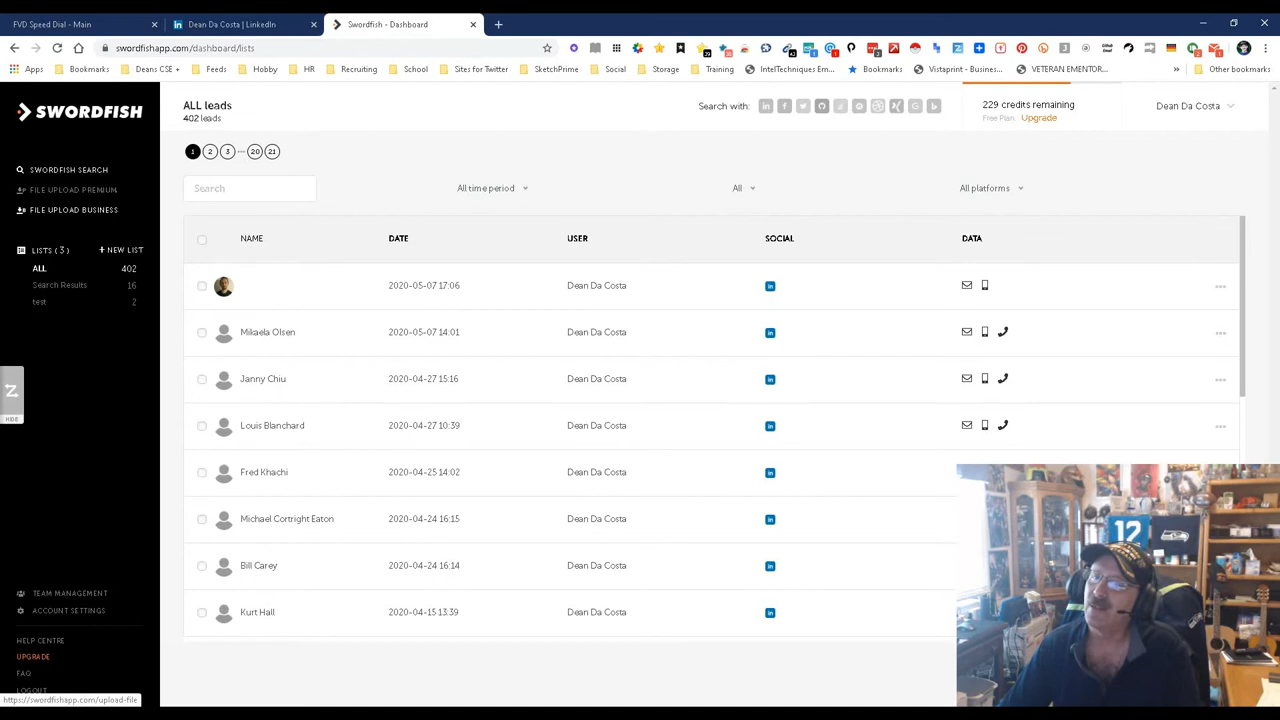 FVD Speed Dial - Main
Dean Da Costa | LinkedIn
Swordfish - Dashboard
swordfishapp.com/dashboard/lists
Apps
Bookmarks
Deans CSE +
Feeds
Hobby
HR
Recruiting
School
Sites for Twitter
SketchPrime
Social
Storage
Training
IntelTechniques Em...
Bookmarks
Vistaprint - Busines...
VETERAN EMENTOR...
Other bookmarks
SWORDFISH
ALL leads
402 leads
Search with:
229 credits remaining
Free Plan. Upgrade
Dean Da Costa
1 2 3 ··· 20 21
SWORDFISH SEARCH
FILE UPLOAD PREMIUM
FILE UPLOAD BUSINESS
LISTS ( 3 ) + NEW LIST
ALL 402
Search Results 16
test 2
Search
All time period
All
All platforms
NAME DATE USER SOCIAL DATA
2020-05-07 17:06 Dean Da Costa
Mikaela Olsen 2020-05-07 14:01 Dean Da Costa
Janny Chiu 2020-04-27 15:16 Dean Da Costa
Louis Blanchard 2020-04-27 10:39 Dean Da Costa
Fred Khachi 2020-04-25 14:02 Dean Da Costa
Michael Cortright Eaton 2020-04-24 16:15 Dean Da Costa
Bill Carey 2020-04-24 16:14 Dean Da Costa
Kurt Hall 2020-04-15 13:39 Dean Da Costa
HIDE
TEAM MANAGEMENT
ACCOUNT SETTINGS
HELP CENTRE
UPGRADE
FAQ
LOGOUT
https://swordfishapp.com/upload-file
12